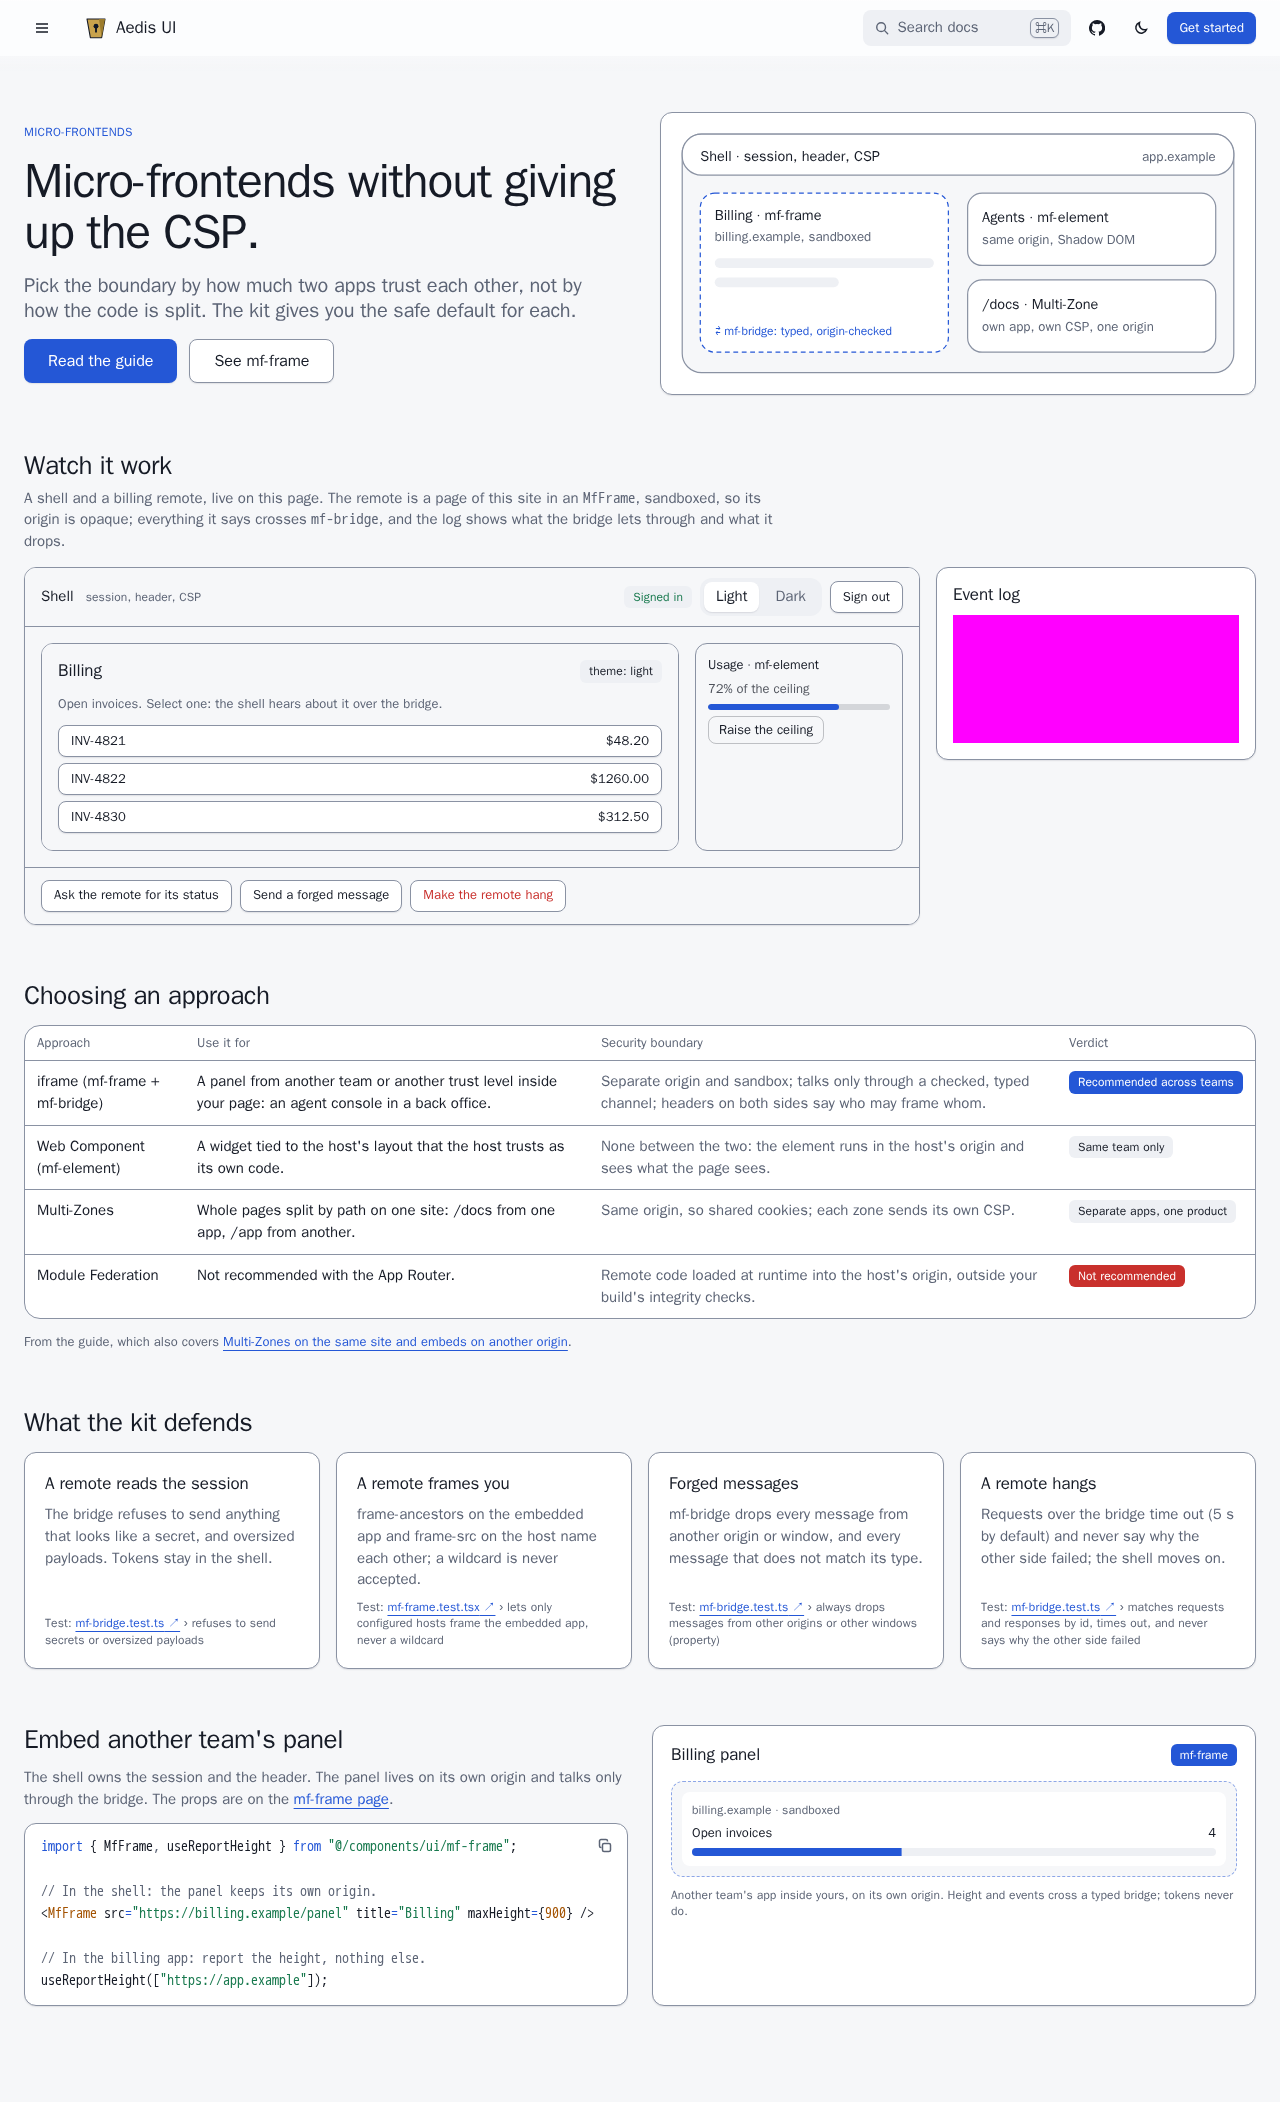 Aedis UI
Search docs
⌘K
Get started
MICRO-FRONTENDS
Micro-frontends without giving
up the CSP.
Pick the boundary by how much two apps trust each other, not by
how the code is split. The kit gives you the safe default for each.
Read the guide
See mf-frame
Shell · session, header, CSP
app.example
Billing · mf-frame
billing.example, sandboxed
mf-bridge: typed, origin-checked
Agents · mf-element
same origin, Shadow DOM
/docs · Multi-Zone
own app, own CSP, one origin
Watch it work
A shell and a billing remote, live on this page. The remote is a page of this site in an MfFrame, sandboxed, so its
origin is opaque; everything it says crosses mf-bridge, and the log shows what the bridge lets through and what it
drops.
Shell
session, header, CSP
Signed in
Light
Dark
Sign out
Billing
theme: light
Open invoices. Select one: the shell hears about it over the bridge.
INV-4821 $48.20
INV-4822 $1260.00
INV-4830 $312.50
Usage · mf-element
72% of the ceiling
Raise the ceiling
Ask the remote for its status
Send a forged message
Make the remote hang
Event log
Choosing an approach
Approach Use it for Security boundary Verdict
iframe (mf-frame +
mf-bridge)
A panel from another team or another trust level inside
your page: an agent console in a back office.
Separate origin and sandbox; talks only through a checked, typed
channel; headers on both sides say who may frame whom.
Recommended across teams
Web Component
(mf-element)
A widget tied to the host's layout that the host trusts as
its own code.
None between the two: the element runs in the host's origin and
sees what the page sees.
Same team only
Multi-Zones
Whole pages split by path on one site: /docs from one
app, /app from another.
Same origin, so shared cookies; each zone sends its own CSP.
Separate apps, one product
Module Federation
Not recommended with the App Router.
Remote code loaded at runtime into the host's origin, outside your
build's integrity checks.
Not recommended
From the guide, which also covers Multi-Zones on the same site and embeds on another origin.
What the kit defends
A remote reads the session
The bridge refuses to send anything
that looks like a secret, and oversized
payloads. Tokens stay in the shell.
Test: mf-bridge.test.ts ↗ › refuses to send
secrets or oversized payloads
A remote frames you
frame-ancestors on the embedded
app and frame-src on the host name
each other; a wildcard is never
accepted.
Test: mf-frame.test.tsx ↗ › lets only
configured hosts frame the embedded app,
never a wildcard
Forged messages
mf-bridge drops every message from
another origin or window, and every
message that does not match its type.
Test: mf-bridge.test.ts ↗ › always drops
messages from other origins or other windows
(property)
A remote hangs
Requests over the bridge time out (5 s
by default) and never say why the
other side failed; the shell moves on.
Test: mf-bridge.test.ts ↗ › matches requests
and responses by id, times out, and never
says why the other side failed
Embed another team's panel
The shell owns the session and the header. The panel lives on its own origin and talks only
through the bridge. The props are on the mf-frame page.
import { MfFrame, useReportHeight } from "@/components/ui/mf-frame";
// In the shell: the panel keeps its own origin.
<MfFrame src="https://billing.example/panel" title="Billing" maxHeight={900} />
// In the billing app: report the height, nothing else.
useReportHeight(["https://app.example"]);
Billing panel
mf-frame
billing.example · sandboxed
Open invoices 4
Another team's app inside yours, on its own origin. Height and events cross a typed bridge; tokens never
do.